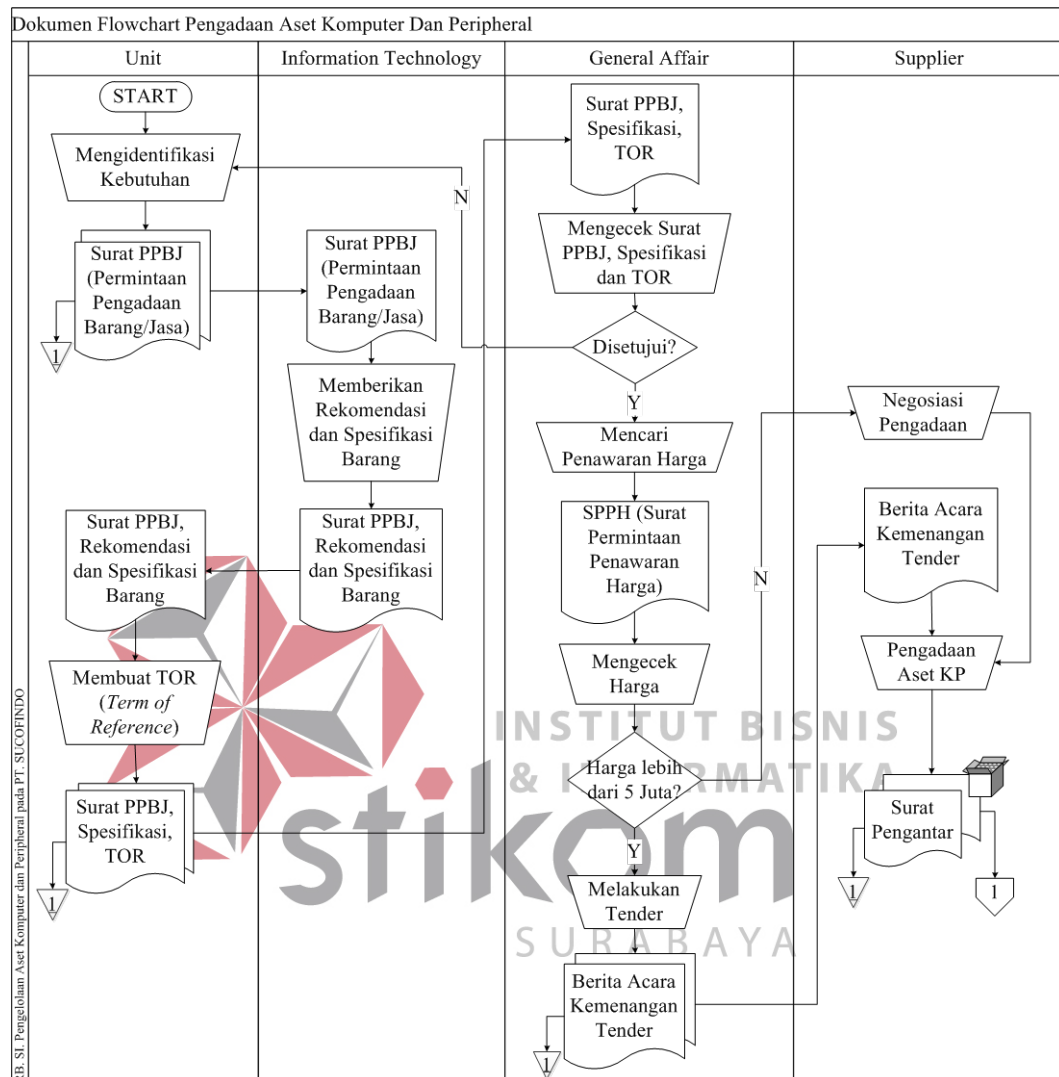 Dokumen Flowchart Pengadaan Aset Komputer Dan Peripheral
Unit
Information Technology
General Affair
Supplier
START
Mengidentifikasi
Kebutuhan
Surat PPBJ
(Permintaan
Pengadaan
Barang/Jasa)
1
Surat PPBJ
(Permintaan
Pengadaan
Barang/Jasa)
Memberikan
Rekomendasi
dan Spesifikasi
Barang
Surat PPBJ,
Rekomendasi
dan Spesifikasi
Barang
Surat PPBJ,
Rekomendasi
dan Spesifikasi
Barang
Membuat TOR
(Term of
Reference)
Surat PPBJ,
Spesifikasi,
TOR
1
Surat PPBJ,
Spesifikasi,
TOR
Mengecek Surat
PPBJ, Spesifikasi
dan TOR
Disetujui?
N
Y
Mencari
Penawaran Harga
SPPH (Surat
Permintaan
Penawaran
Harga)
Mengecek
Harga
Harga lebih
dari 5 Juta?
N
Y
Melakukan
Tender
Berita Acara
Kemenangan
Tender
1
Negosiasi
Pengadaan
Berita Acara
Kemenangan
Tender
Pengadaan
Aset KP
Surat
Pengantar
1
1
RB. SI. Pengelolaan Aset Komputer dan Peripheral pada PT. SUCOFINDO
INSTITUT BISNIS
& INFORMATIKA
stikom
SURABAYA